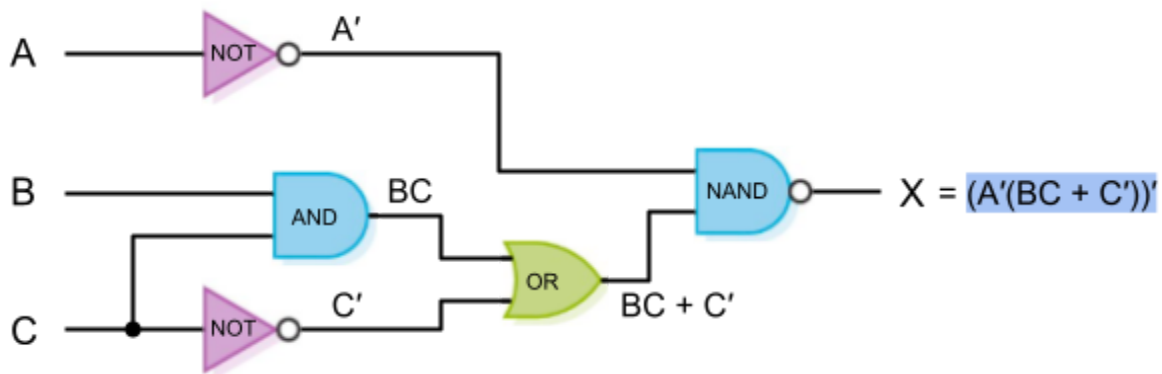 A
NOT
A′
B
AND
BC
NAND
X = (A′(BC + C′))′
OR
C
NOT
C′
BC + C′